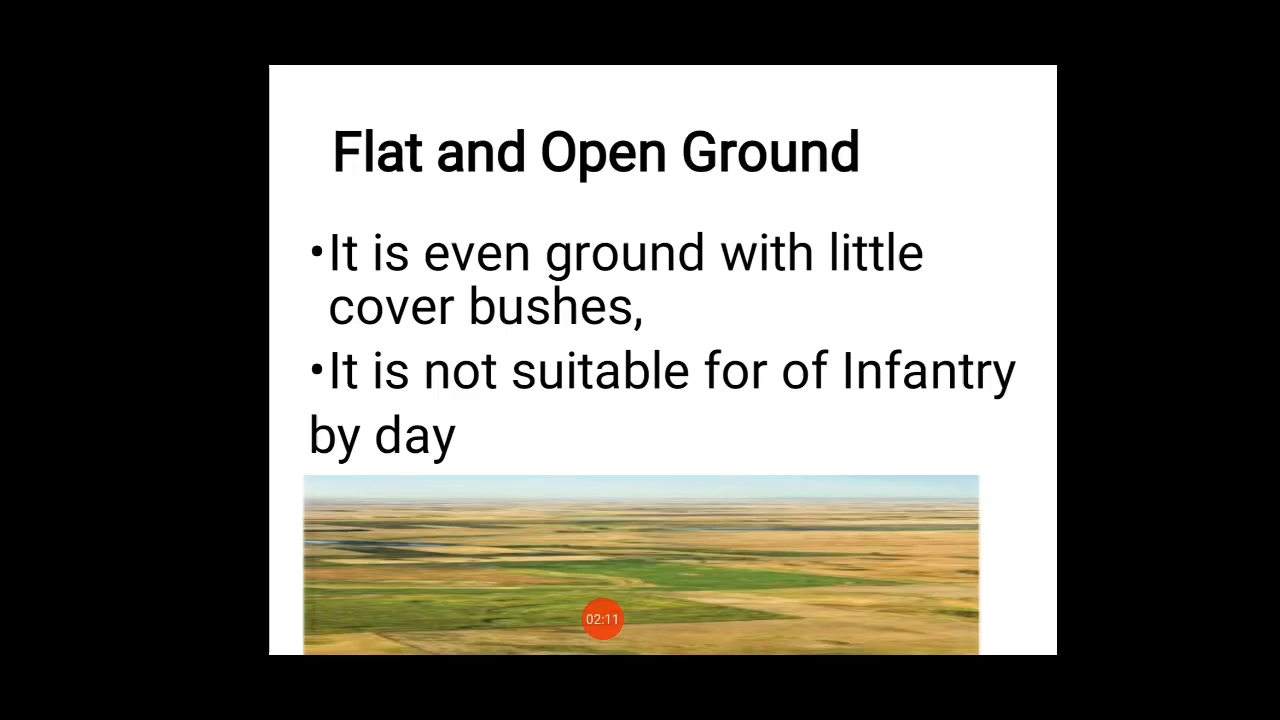 Flat and Open Ground
•It is even ground with little
cover bushes,
•It is not suitable for of Infantry
by day
02:11